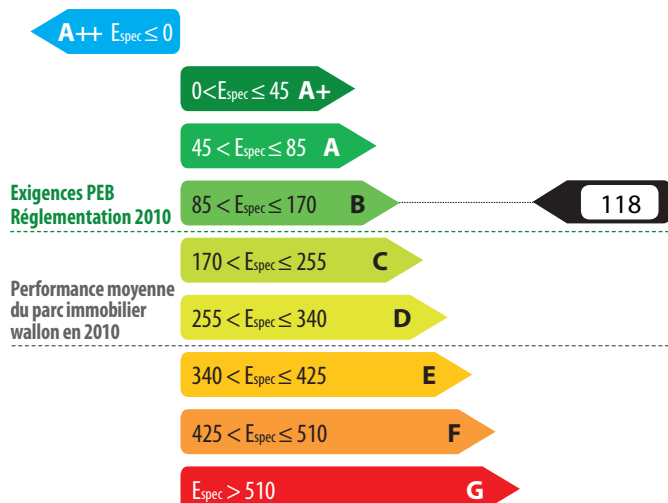 A++ Espec ≤ 0
0<Espec ≤ 45 A+
45 < Espec ≤ 85 A
Exigences PEB
Réglementation 2010
85 < Espec ≤ 170 B
118
170 < Espec ≤ 255 C
Performance moyenne
du parc immobilier
wallon en 2010
255 < Espec ≤ 340 D
340 < Espec ≤ 425 E
425 < Espec ≤ 510 F
Espec > 510 G